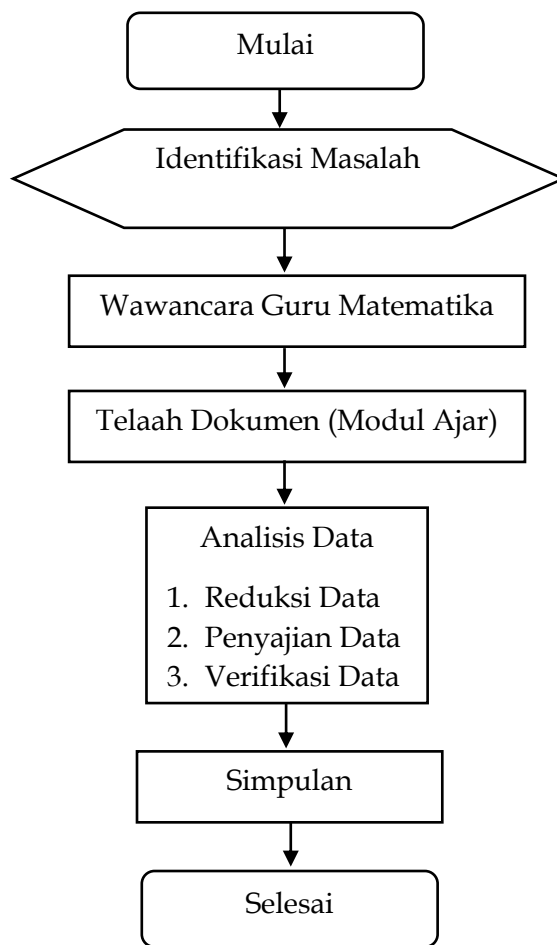 Mulai
Identifikasi Masalah
Wawancara Guru Matematika
Telaah Dokumen (Modul Ajar)
Analisis Data
1. Reduksi Data
2. Penyajian Data
3. Verifikasi Data
Simpulan
Selesai